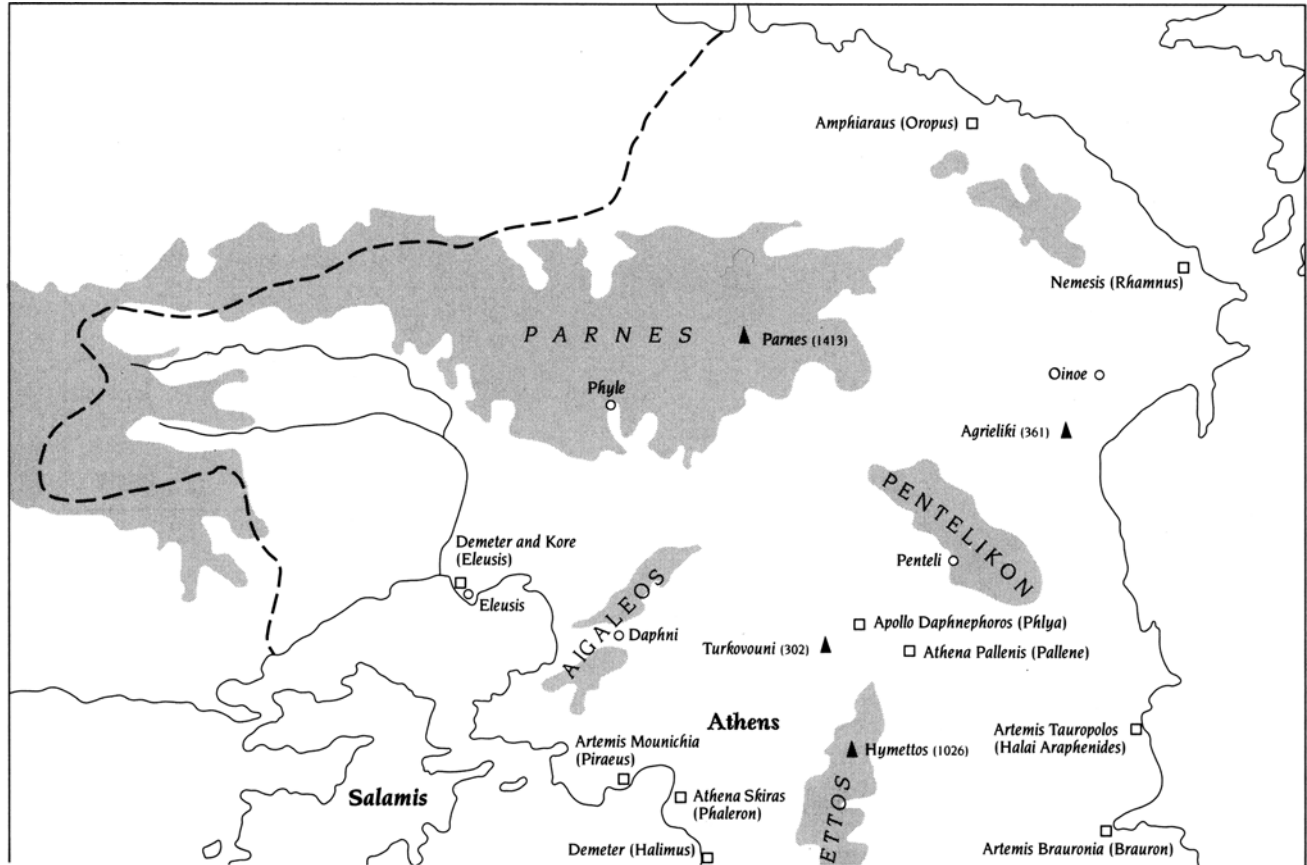 Amphiaraus (Oropus)
Nemesis (Rhamnus)
PARNES
Parnes (1413)
Oinoe
Phyle
Agrieliki (361)
PENTELIKON
Demeter and Kore
(Eleusis)
Penteli
Eleusis
AIGALEOS
Daphni
Apollo Daphnephoros (Phlya)
Turkovouni (302)
Athena Pallenis (Pallene)
Athens
Artemis Tauropolos
(Halai Araphenides)
Artemis Mounichia
(Piraeus)
Hymettos (1026)
Salamis
Athena Skiras
(Phaleron)
ETTOS
Demeter (Halimus)
Artemis Brauronia (Brauron)